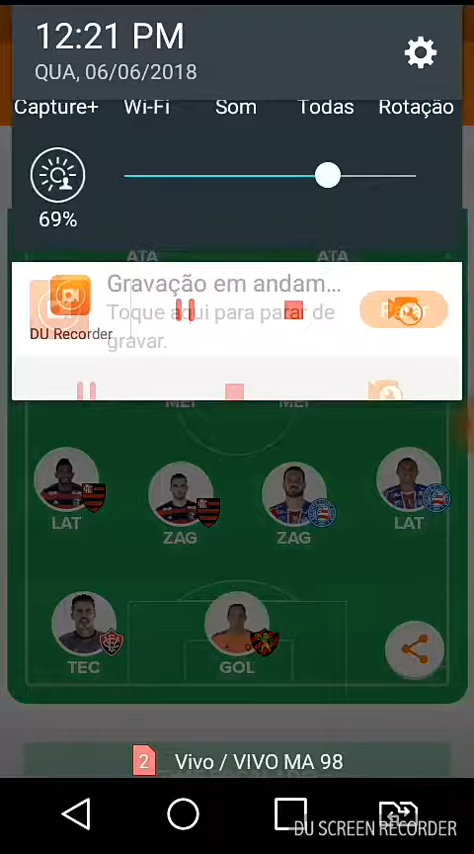 12:21 PM
QUA, 06/06/2018
Capture+ Wi-Fi Som Todas Rotação
69%
ATA ATA
Gravação em andam...
Toque aqui para parar de
gravar.
DU Recorder
MEI MEI
LAT ZAG ZAG LAT
TEC GOL
2 Vivo / VIVO MA 98
DU SCREEN RECORDER